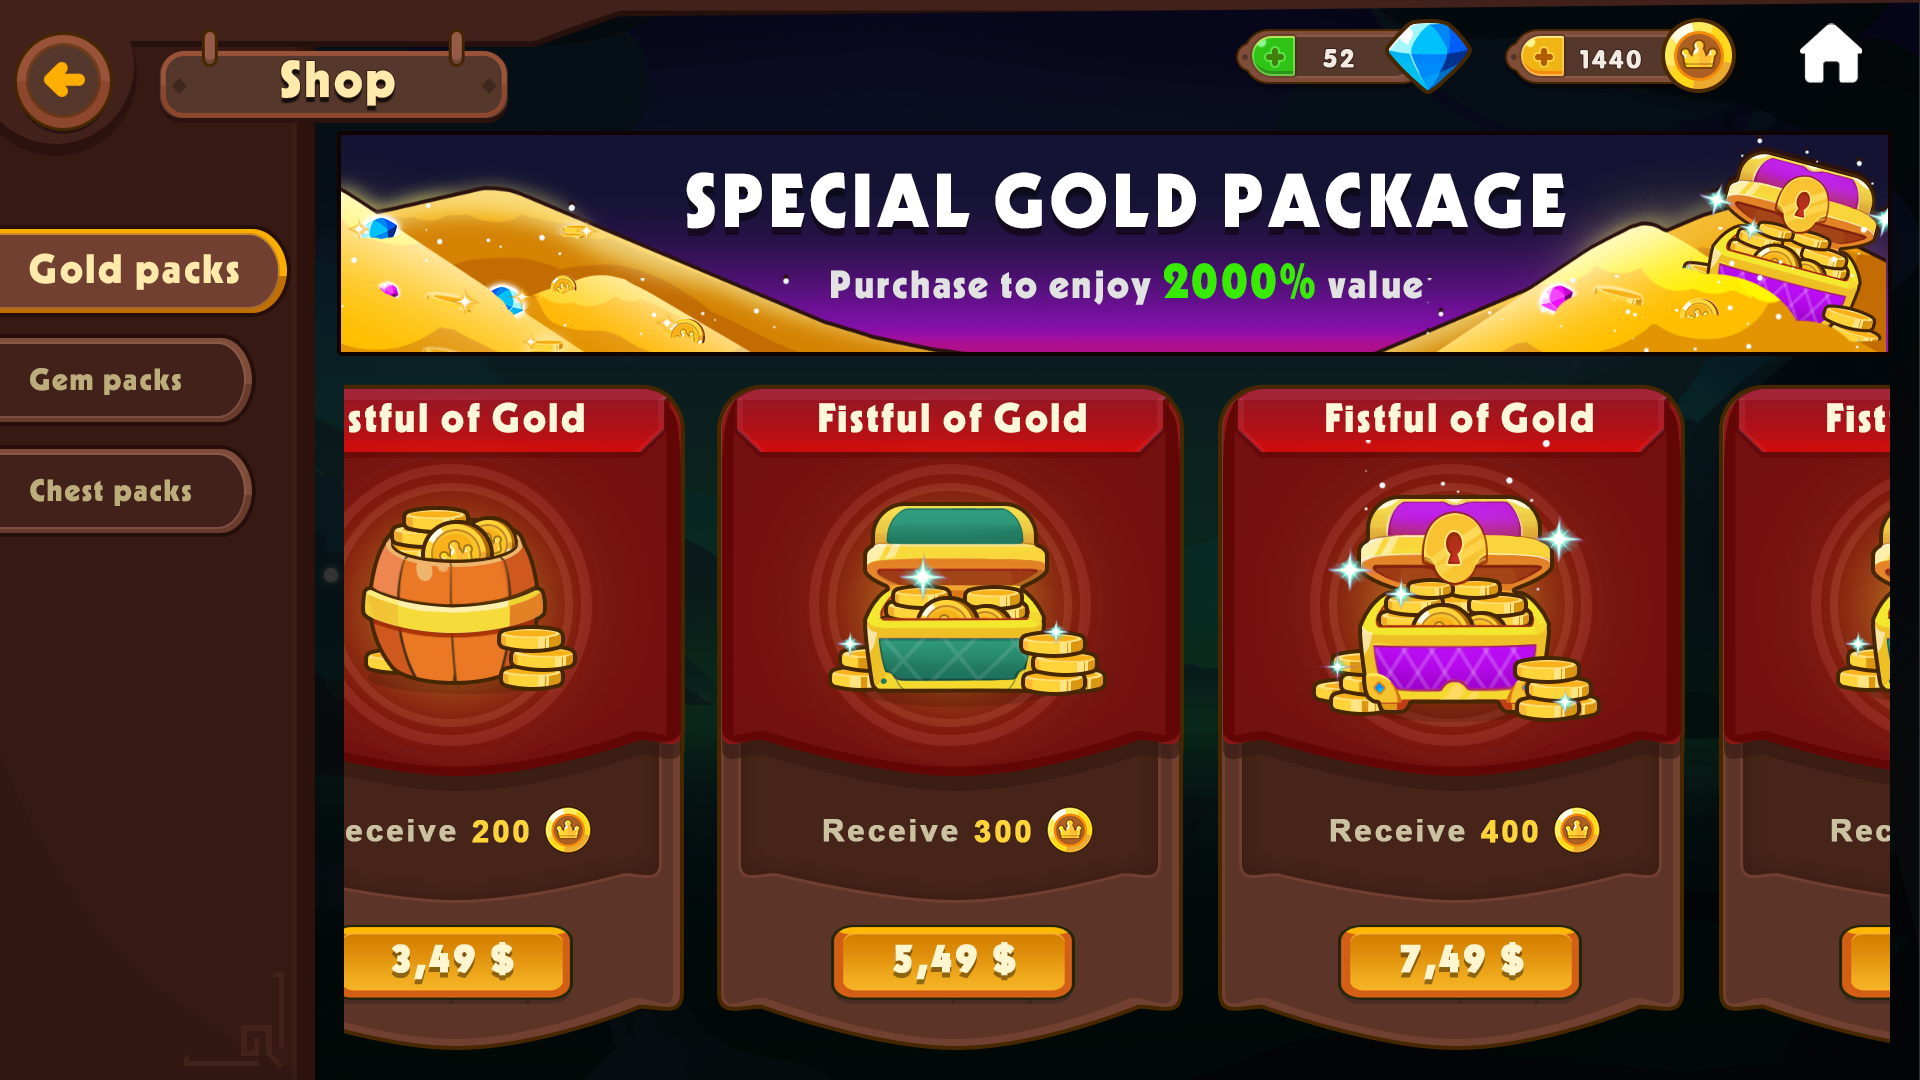 Shop
52
1440
SPECIAL GOLD PACKAGE
Purchase to enjoy 2000% value
Gold packs
Gem packs
Chest packs
stful of Gold
Fistful of Gold
Fistful of Gold
Fist
eceive 200
Receive 300
Receive 400
Rec
3,49 $
5,49 $
7,49 $